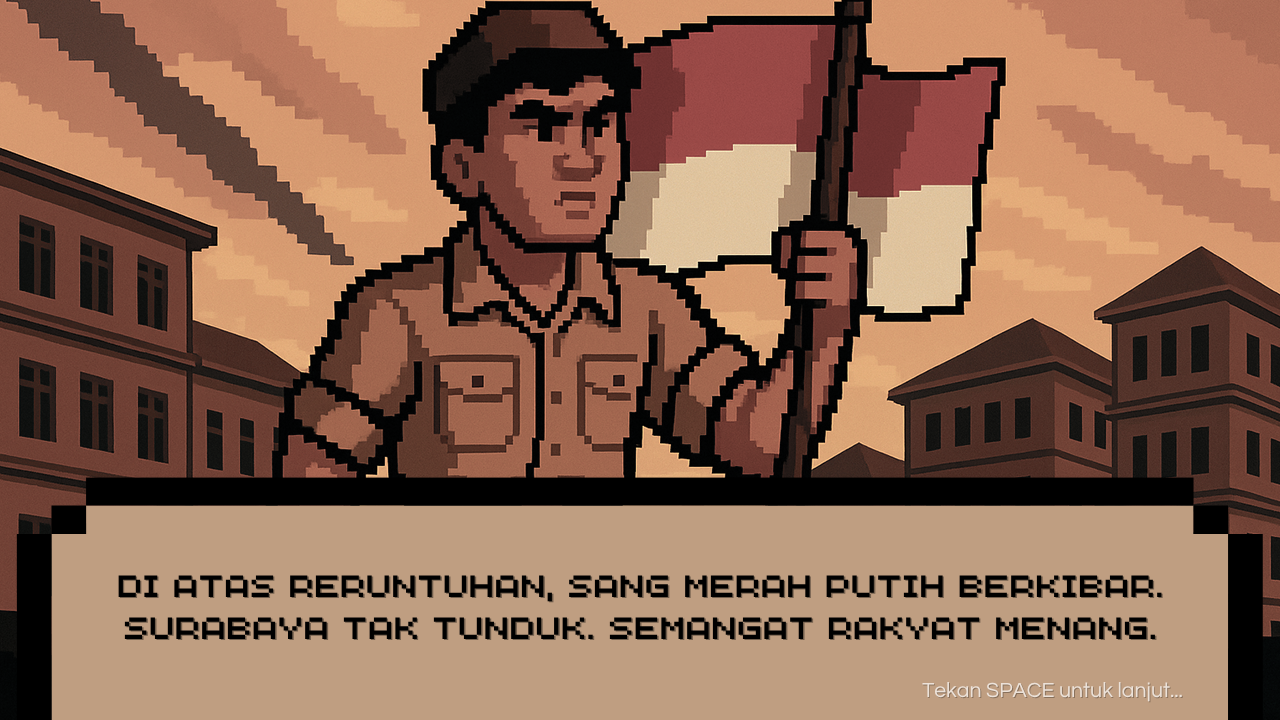 DI ATAS RERUNTUHAN, SANG MERAH PUTIH BERKIBAR.
SURABAYA TAK TUNDUK. SEMANGAT RAKYAT MENANG.
Tekan SPACE untuk lanjut...